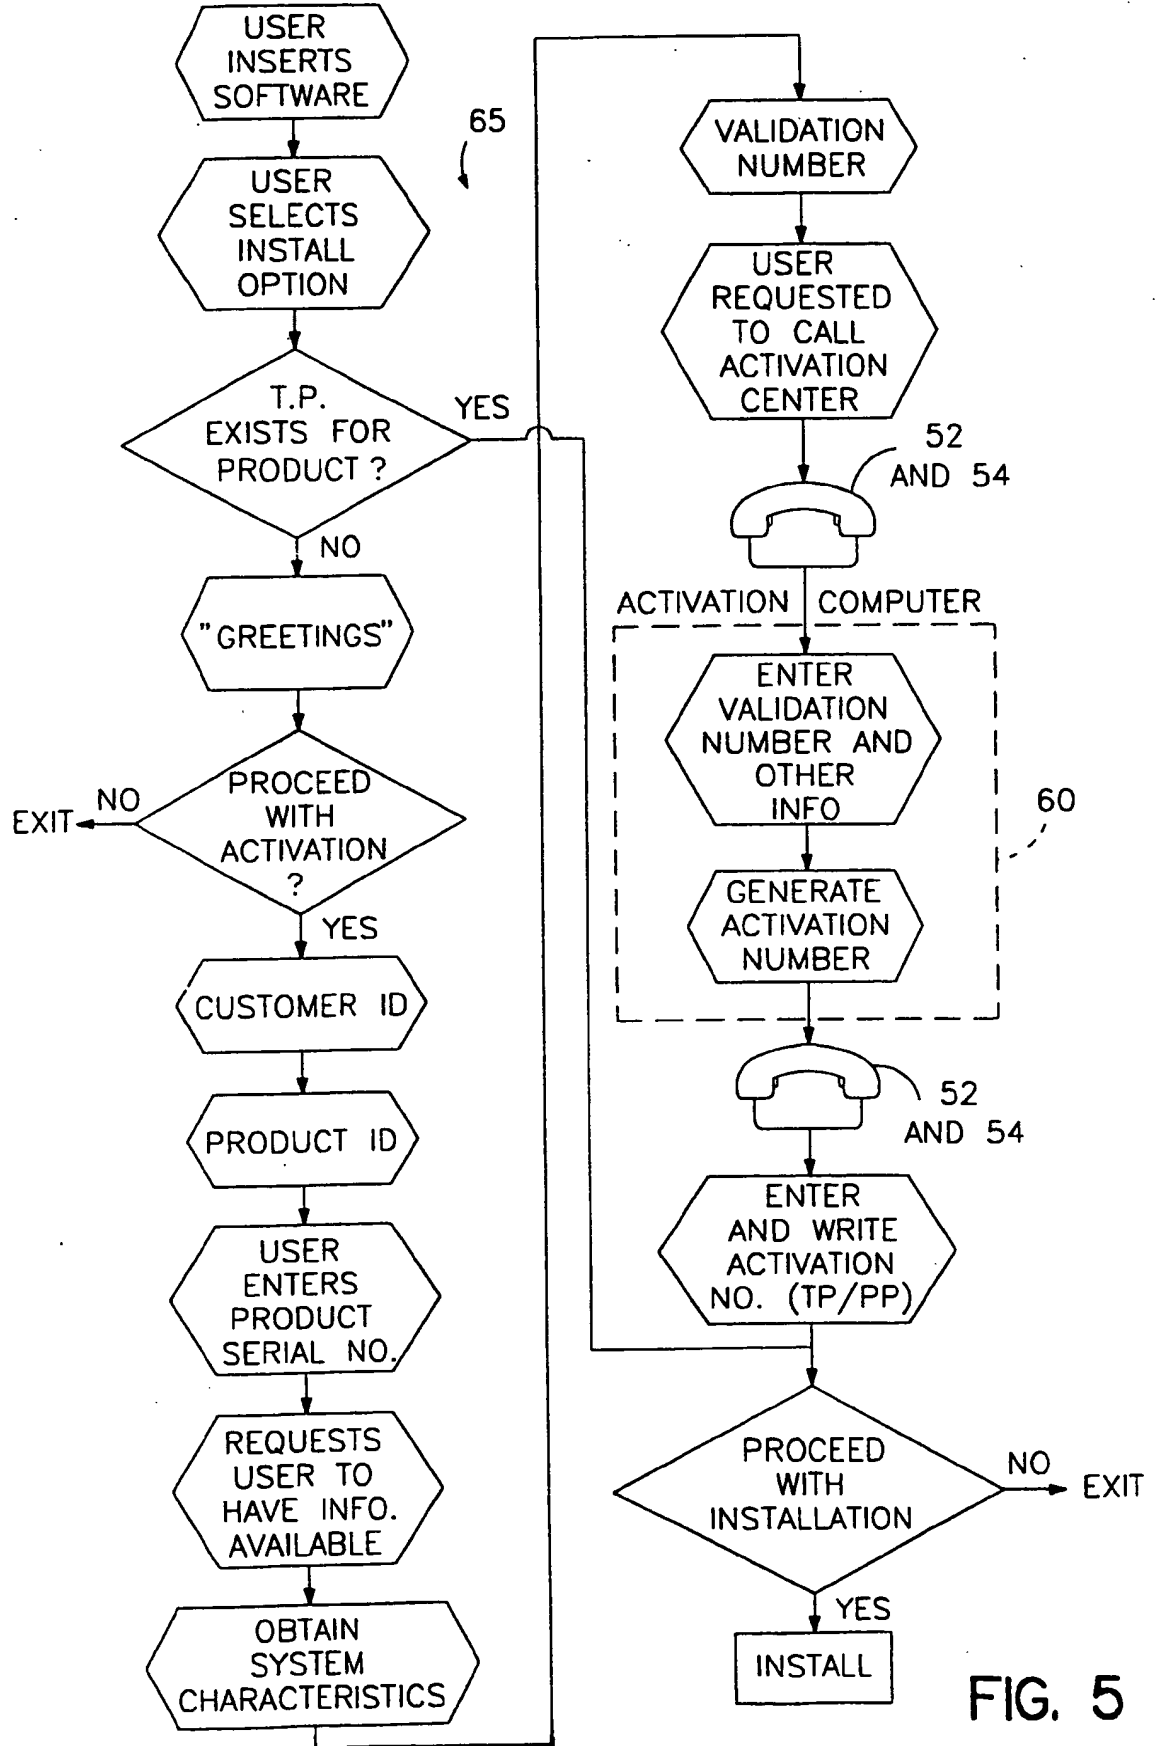 USER
INSERTS
SOFTWARE
65
USER
SELECTS
INSTALL
OPTION
T.P.
EXISTS FOR
PRODUCT ?
YES
NO
"GREETINGS"
PROCEED
WITH
ACTIVATION
?
NO
EXIT
YES
CUSTOMER ID
PRODUCT ID
USER
ENTERS
PRODUCT
SERIAL NO.
REQUESTS
USER TO
HAVE INFO.
AVAILABLE
OBTAIN
SYSTEM
CHARACTERISTICS
VALIDATION
NUMBER
USER
REQUESTED
TO CALL
ACTIVATION
CENTER
52
AND 54
ACTIVATION COMPUTER
ENTER
VALIDATION
NUMBER AND
OTHER
INFO
60
GENERATE
ACTIVATION
NUMBER
52
AND 54
ENTER
AND WRITE
ACTIVATION
NO. (TP/PP)
PROCEED
WITH
INSTALLATION
NO
EXIT
YES
INSTALL
FIG. 5